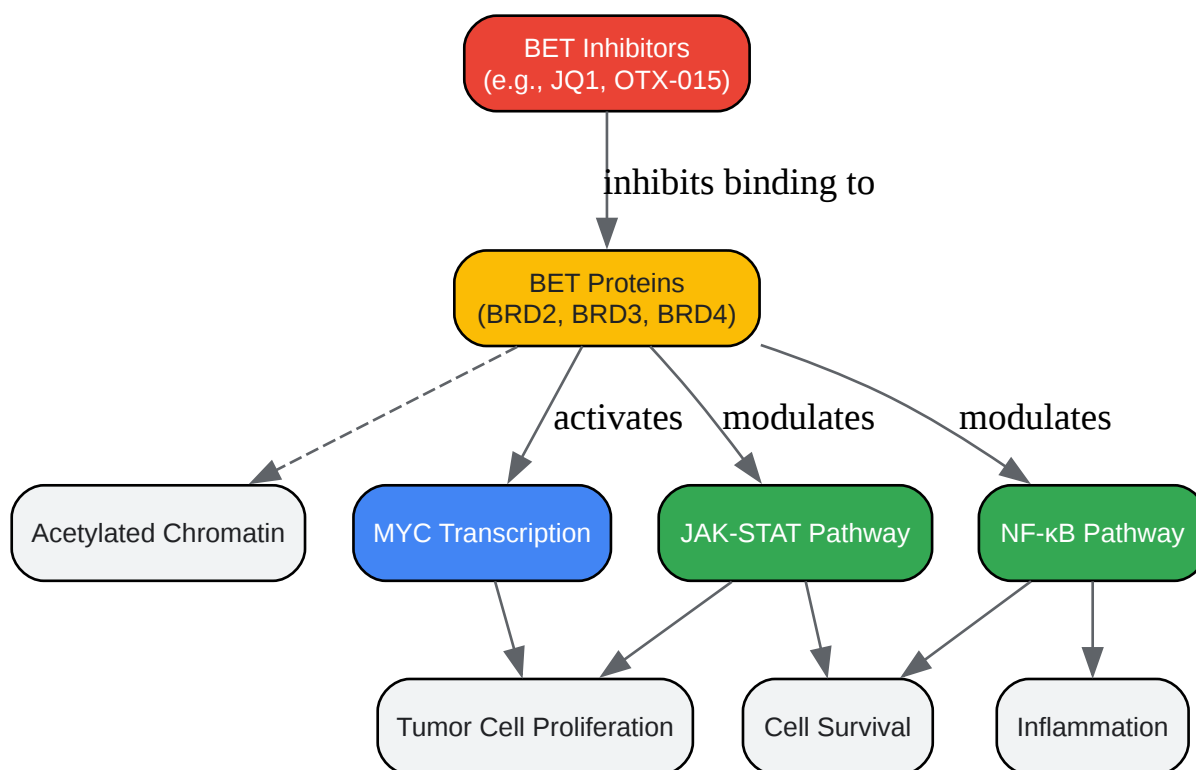 BET Inhibitors
(e.g., JQ1, OTX-015)
inhibits binding to
BET Proteins
(BRD2, BRD3, BRD4)
activates
modulates
modulates
Acetylated Chromatin
MYC Transcription
JAK-STAT Pathway
NF-κB Pathway
Tumor Cell Proliferation
Cell Survival
Inflammation